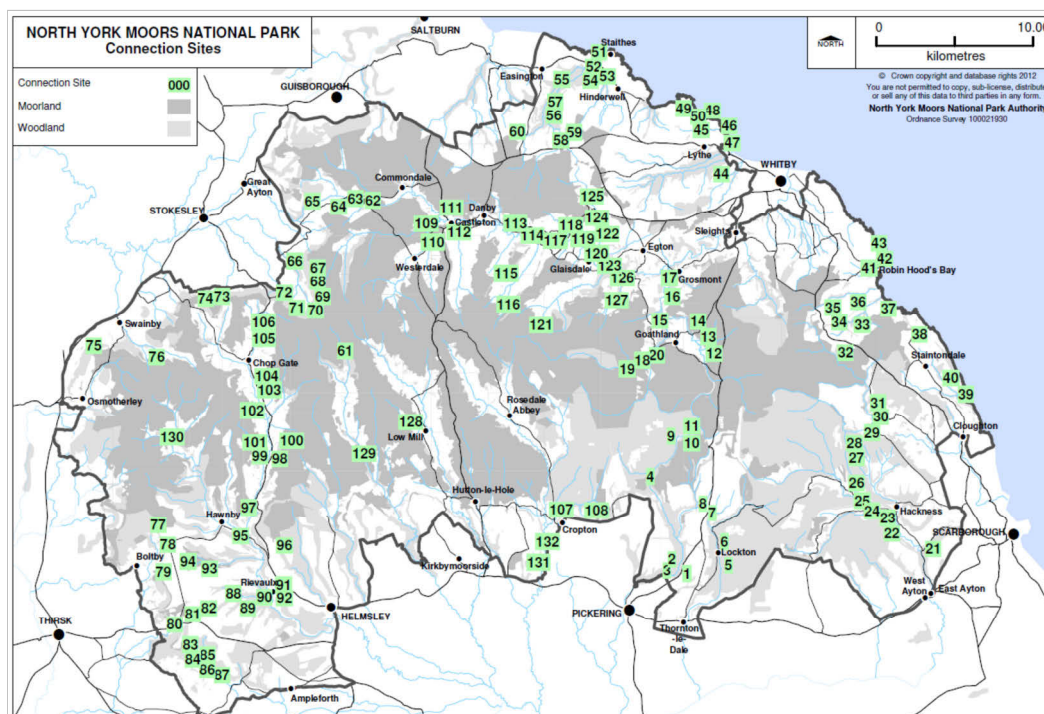 NORTH YORK MOORS NATIONAL PARK
Connection Sites
Connection Site 000
Moorland
Woodland
NORTH
0 10.00
kilometres
© Crown copyright and database rights 2012
You are not permitted to copy, sub-license, distribute
or sell any of this data to third parties in any form.
North York Moors National Park Authority
Ordnance Survey 100021930
SALTBURN
Staithes
51
52
53
54
55
Easington
Hinderwell
GUISBOROUGH
57
56
60
59
58
49
48
50
45
46
47
Lythe
44
WHITBY
Great
Ayton
STOKESLEY
Commondale
65
64
63
62
111
Danby
109
Castleton
112
110
Westerdale
113
114
117
118
119
125
124
122
120
Glaisdale
123
126
127
Egton
Sleights
17
Grosmont
16
115
116
121
66
67
68
69
72
71
70
74
73
Swainby
75
76
106
105
Chop Gate
61
104
103
Osmotherley
102
130
101
100
99
98
15
14
Goathland
13
12
20
18
19
43
42
41
Robin Hood's Bay
35
36
37
34
33
32
38
Staintondale
40
39
31
30
Cloughton
29
28
27
26
25
24
23
22
Hackness
SCARBOROUGH
21
West
Ayton
East Ayton
Rosedale
Abbey
128
Low Mill
129
11
9
10
4
8
7
6
Lockton
5
2
3
1
Hutton-le-Hole
107
108
Cropton
132
131
Kirkbymoorside
PICKERING
Thornton
-le-
Dale
97
Hawnby
95
96
77
78
Boltby
79
94
93
Rievaulx
91
88
90
92
89
HELMSLEY
82
81
80
THIRSK
83
84
85
86
87
Ampleforth